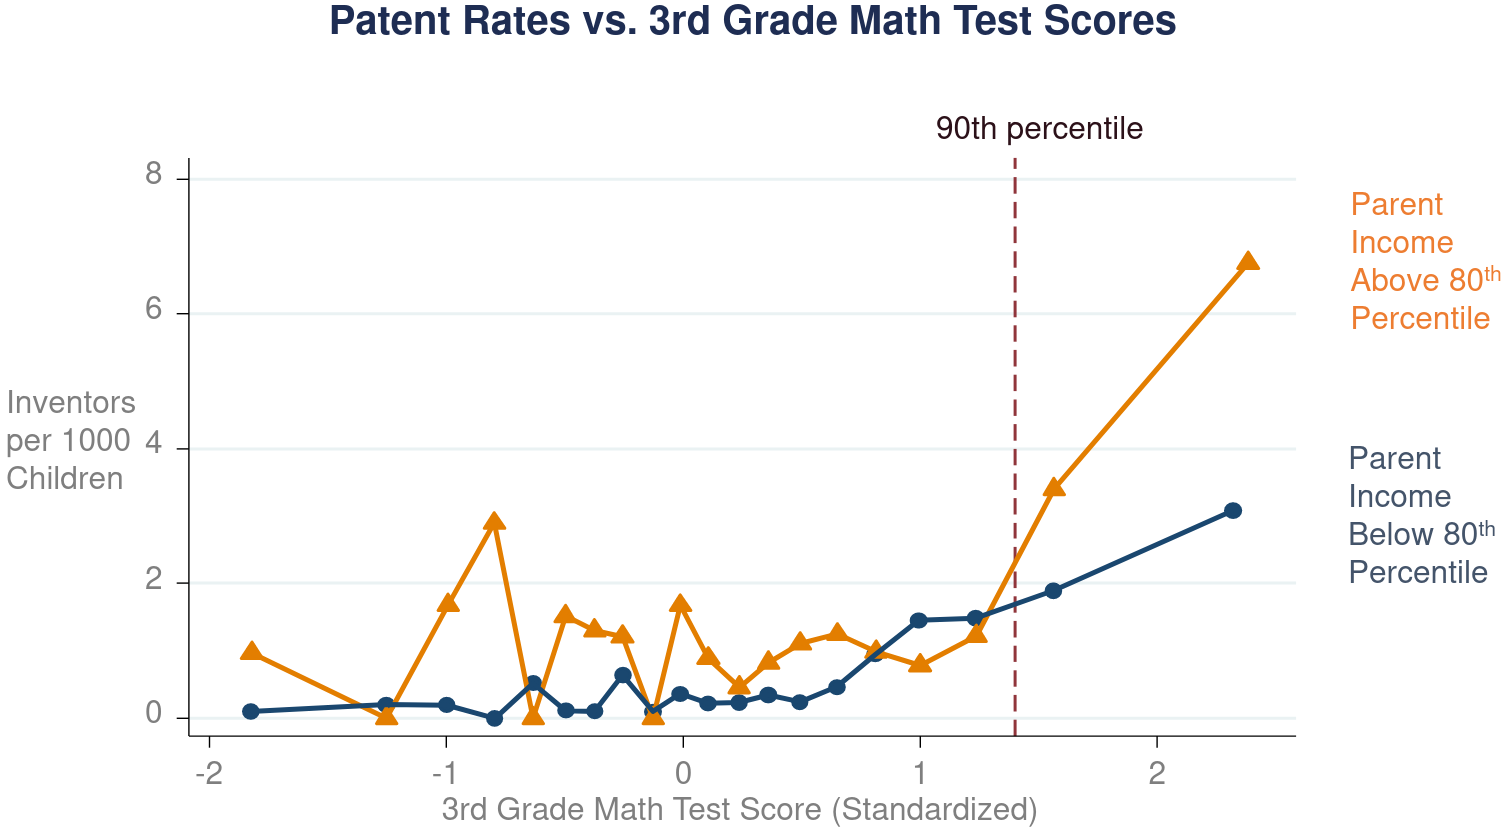 Patent Rates vs. 3rd Grade Math Test Scores
90th percentile
8
6
4
2
0
Inventors
per 1000
Children
-2
-1
0
1
2
3rd Grade Math Test Score (Standardized)
Parent
Income
Above 80th
Percentile
Parent
Income
Below 80th
Percentile